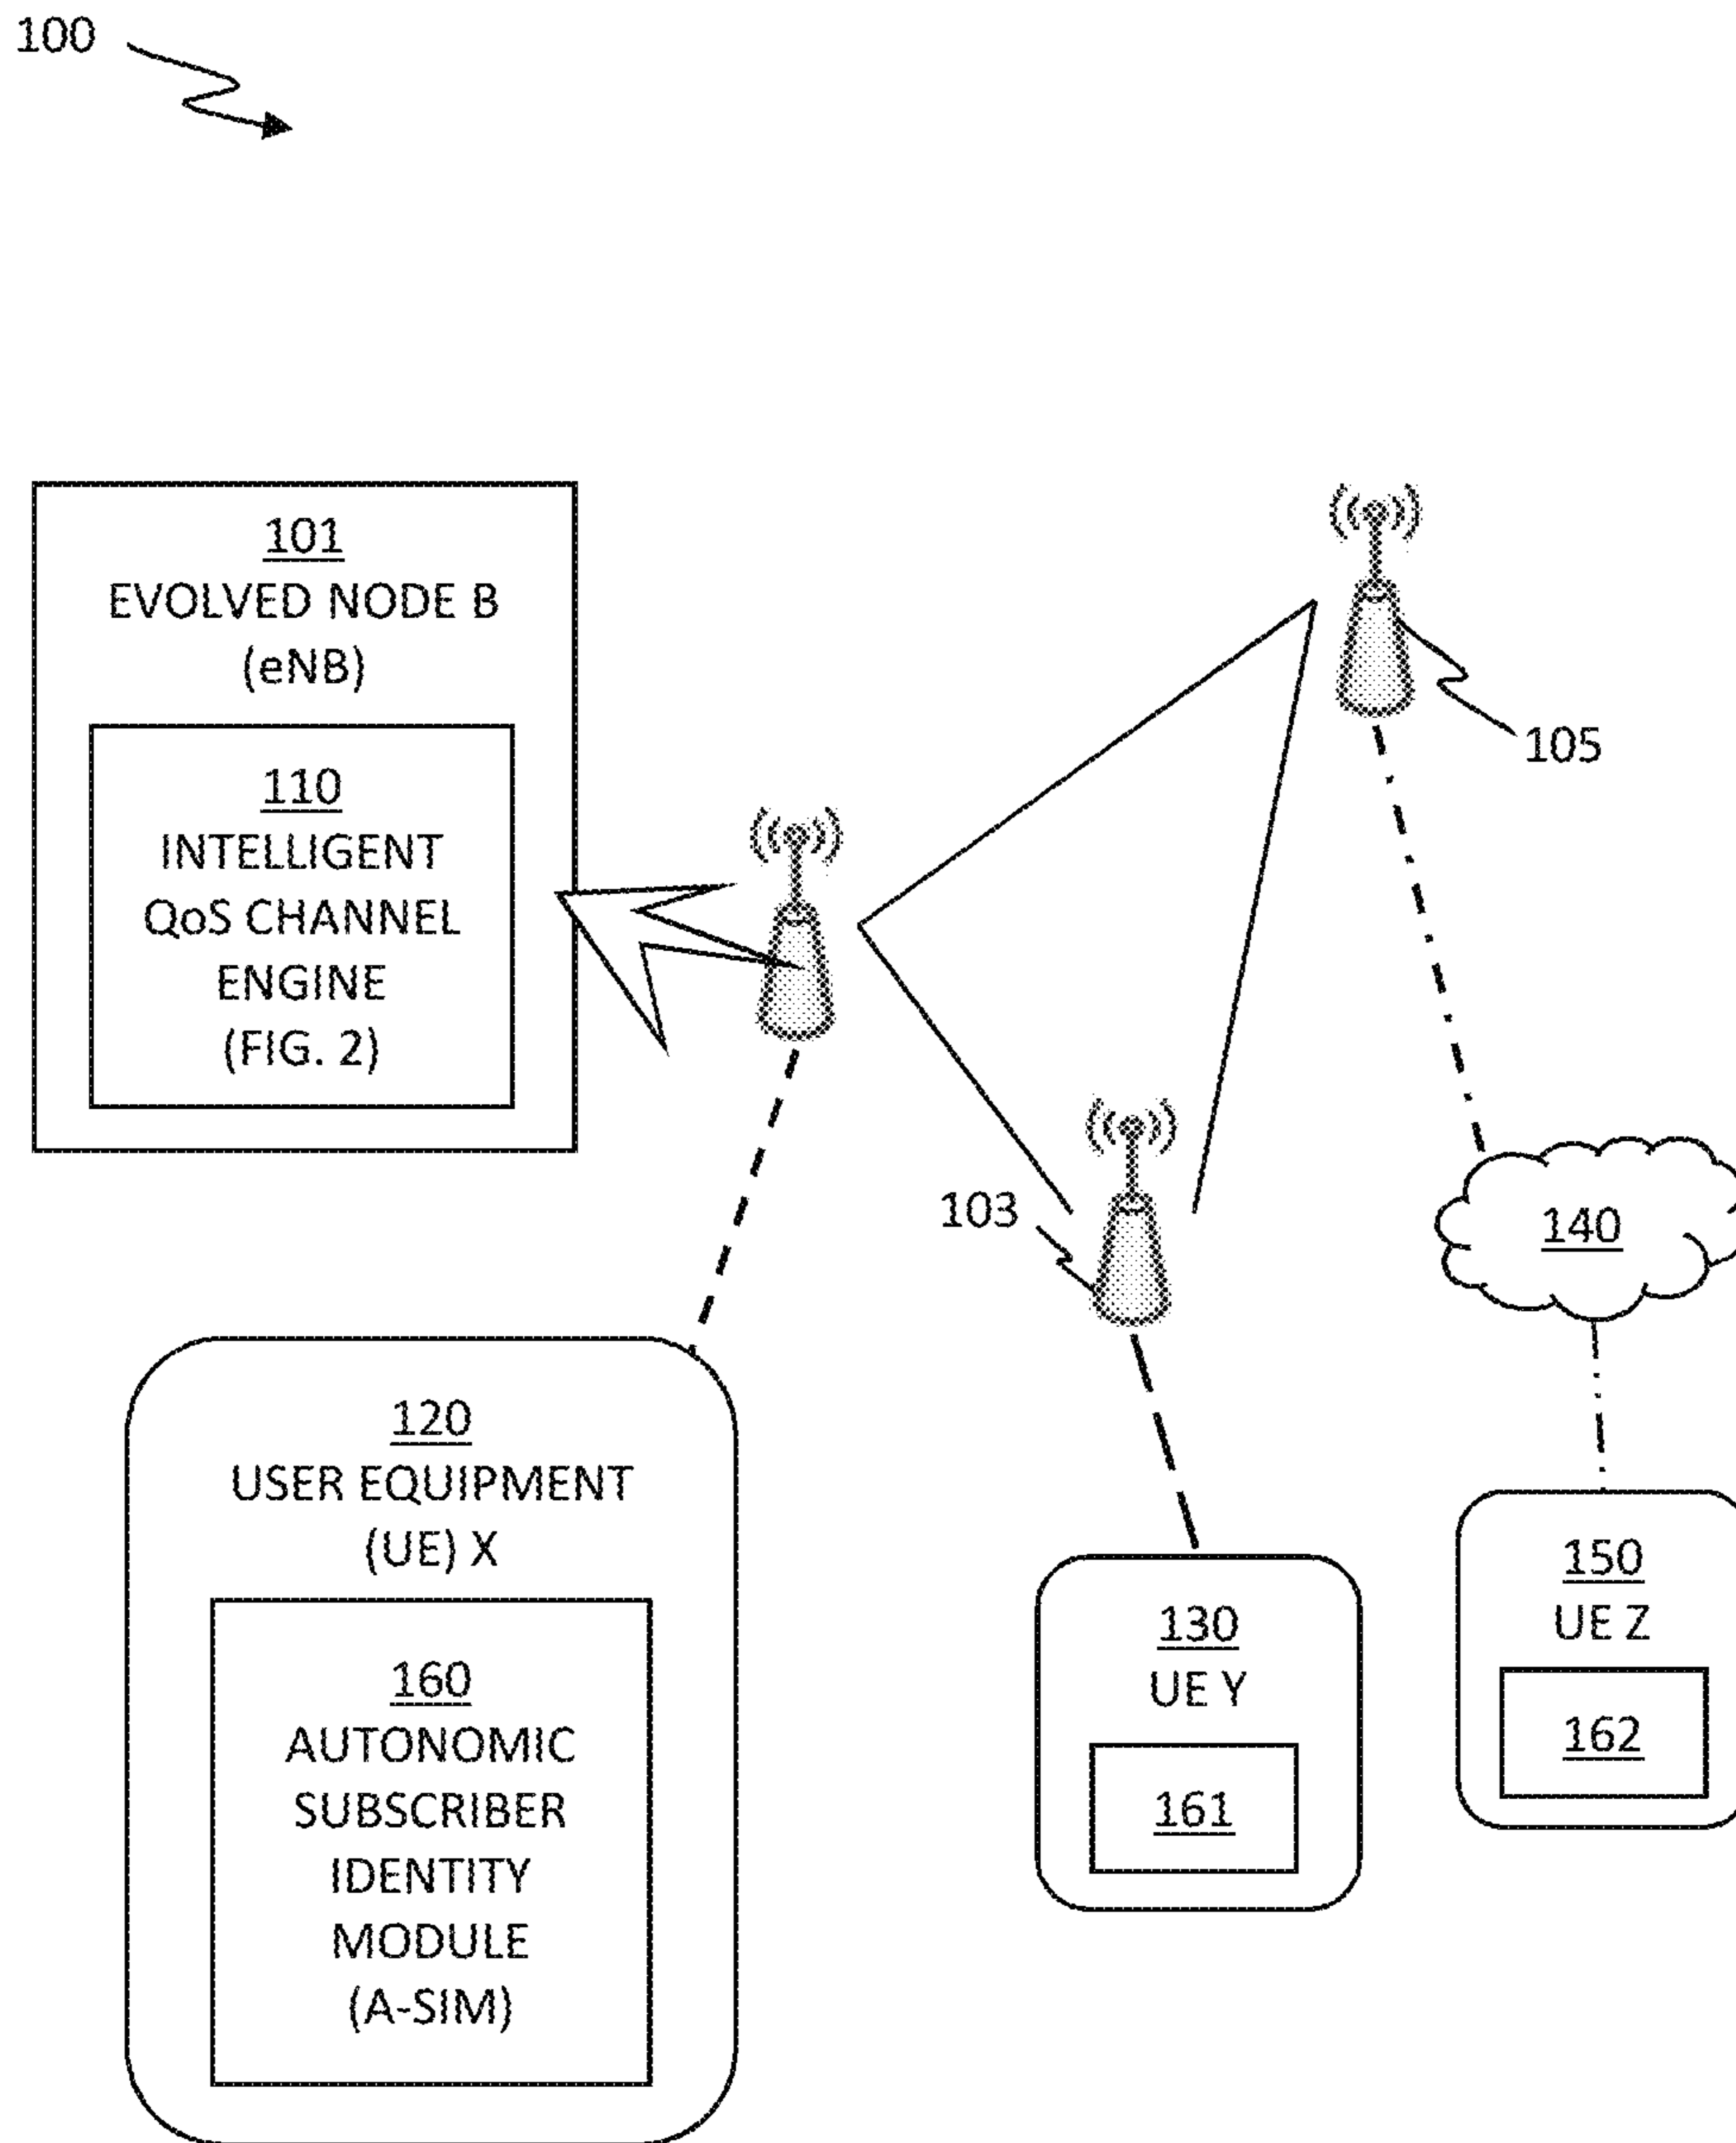 100
101
EVOLVED NODE B
(eNB)
110
INTELLIGENT
QoS CHANNEL
ENGINE
(FIG. 2)
105
103
140
120
USER EQUIPMENT
(UE) X
160
AUTONOMIC
SUBSCRIBER
IDENTITY
MODULE
(A-SIM)
130
UE Y
161
150
UE Z
162